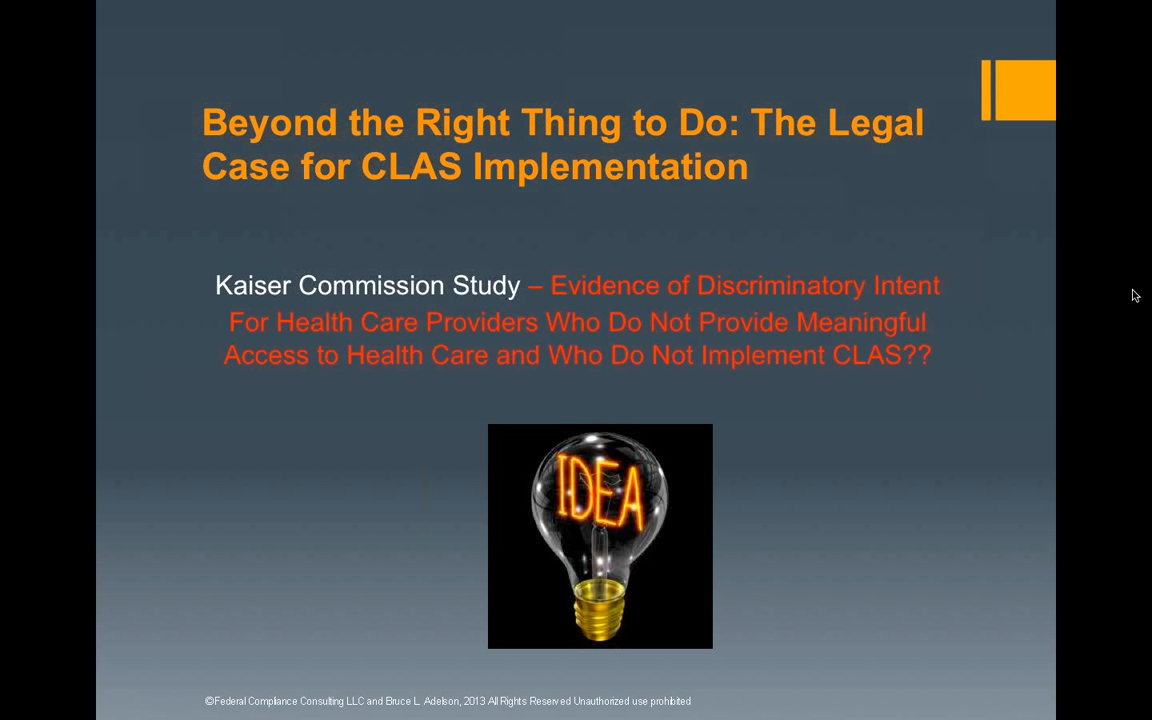 Beyond the Right Thing to Do: The Legal
Case for CLAS Implementation
Kaiser Commission Study – Evidence of Discriminatory Intent
For Health Care Providers Who Do Not Provide Meaningful
Access to Health Care and Who Do Not Implement CLAS??
IDEA
©Federal Compliance Consulting LLC and Bruce L. Adelson, 2013 All Rights Reserved Unauthorized use prohibited